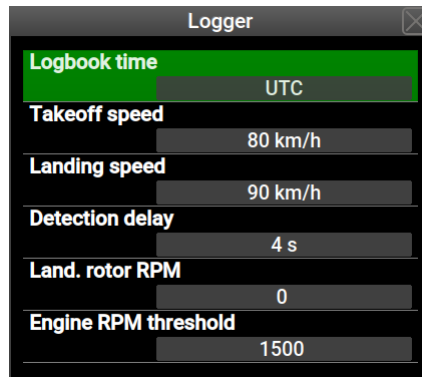 Logger
Logbook time
UTC
Takeoff speed
80 km/h
Landing speed
90 km/h
Detection delay
4 s
Land. rotor RPM
0
Engine RPM threshold
1500